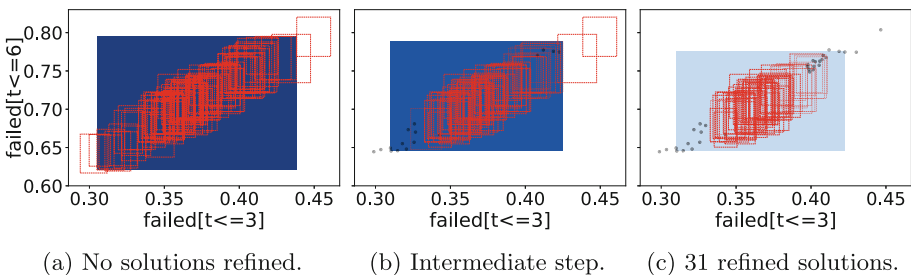 failed[t<=6]
0.80
0.75
0.70
0.65
0.60
0.30 0.35 0.40 0.45 0.30 0.35 0.40 0.45 0.30 0.35 0.40 0.45
failed[t<=3] failed[t<=3] failed[t<=3]
(a) No solutions refined. (b) Intermediate step. (c) 31 refined solutions.